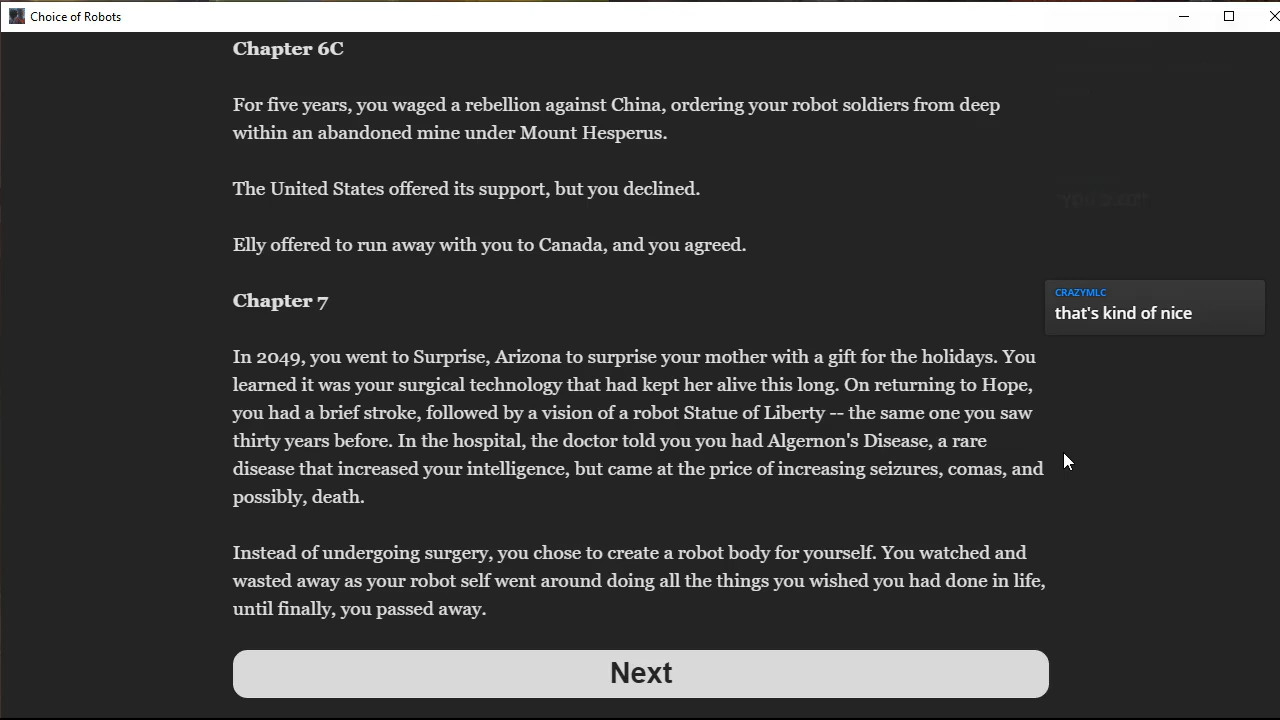 Choice of Robots
Chapter 6C
For five years, you waged a rebellion against China, ordering your robot soldiers from deep
within an abandoned mine under Mount Hesperus.
The United States offered its support, but you declined.
Elly offered to run away with you to Canada, and you agreed.
Chapter 7
In 2049, you went to Surprise, Arizona to surprise your mother with a gift for the holidays. You
learned it was your surgical technology that had kept her alive this long. On returning to Hope,
you had a brief stroke, followed by a vision of a robot Statue of Liberty -- the same one you saw
thirty years before. In the hospital, the doctor told you you had Algernon's Disease, a rare
disease that increased your intelligence, but came at the price of increasing seizures, comas, and
possibly, death.
Instead of undergoing surgery, you chose to create a robot body for yourself. You watched and
wasted away as your robot self went around doing all the things you wished you had done in life,
until finally, you passed away.
Next
CRAZYMLC
that's kind of nice